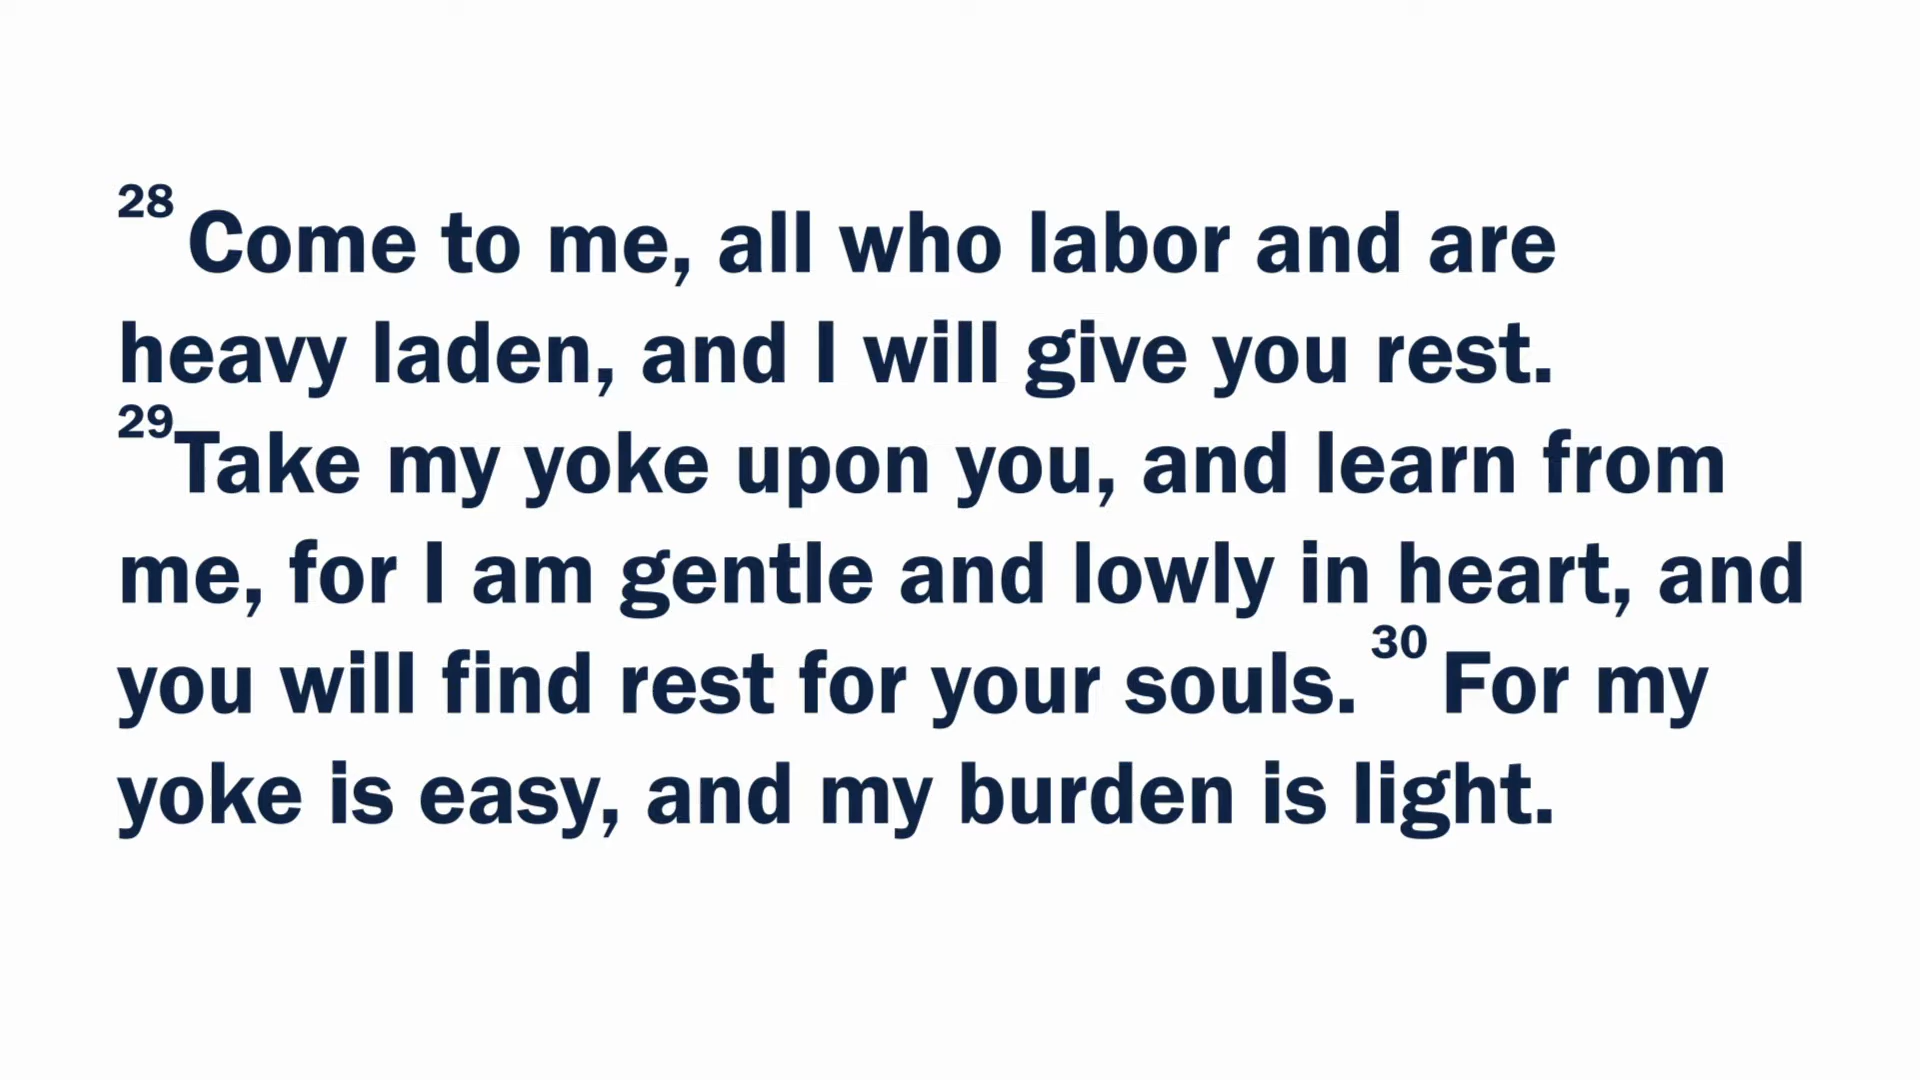 28 Come to me, all who labor and are
heavy laden, and I will give you rest.
29Take my yoke upon you, and learn from
me, for I am gentle and lowly in heart, and
you will find rest for your souls. 30 For my
yoke is easy, and my burden is light.